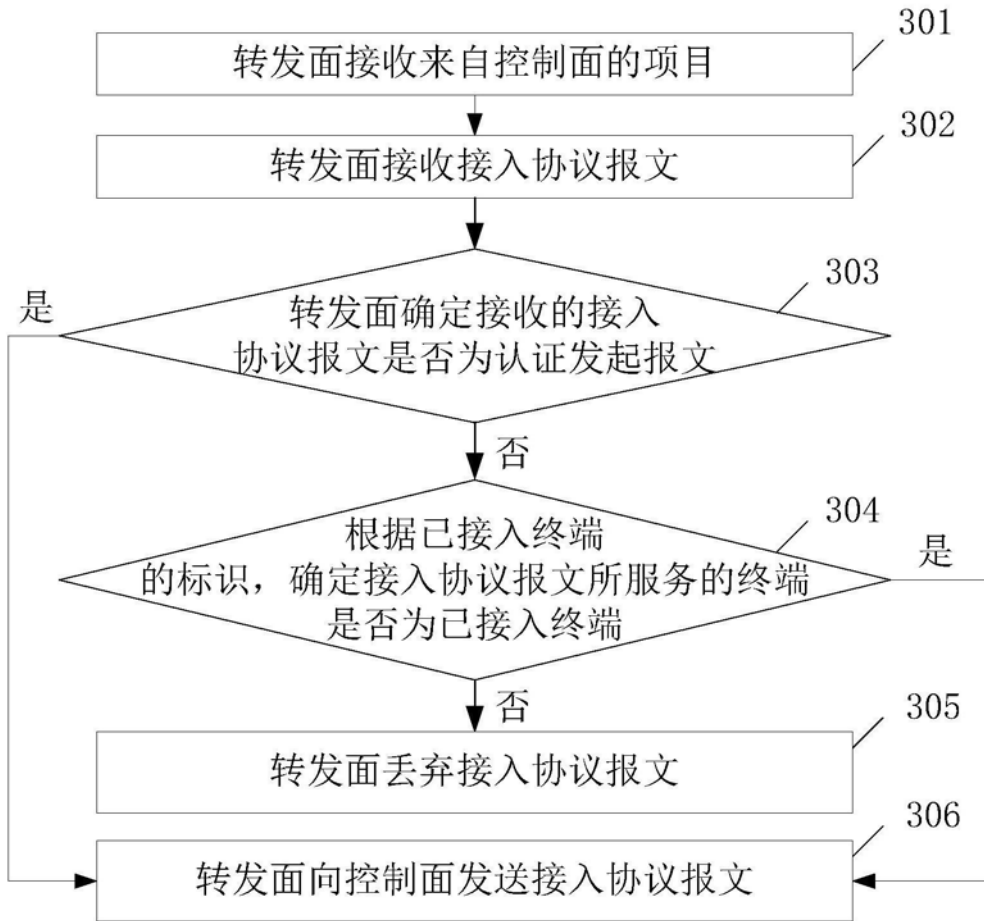 301
转发面接收来自控制面的项目
302
转发面接收接入协议报文
303
是
转发面确定接收的接入
协议报文是否为认证发起报文
否
304
根据已接入终端
的标识，确定接入协议报文所服务的终端
是否为已接入终端
是
否
305
转发面丢弃接入协议报文
306
转发面向控制面发送接入协议报文